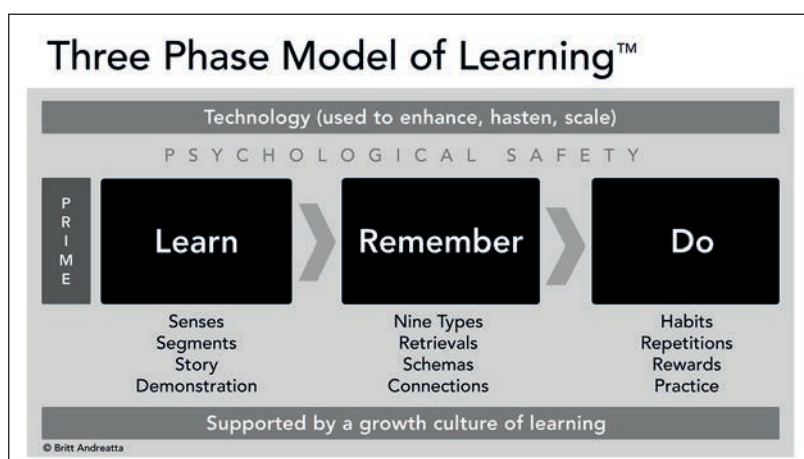 Three Phase Model of Learning™
Technology (used to enhance, hasten, scale)
PSYCHOLOGICAL SAFETY
PRIME
Learn
Remember
Do
Senses
Segments
Story
Demonstration
Nine Types
Retrievals
Schemas
Connections
Habits
Repetitions
Rewards
Practice
Supported by a growth culture of learning
© Britt Andreatta